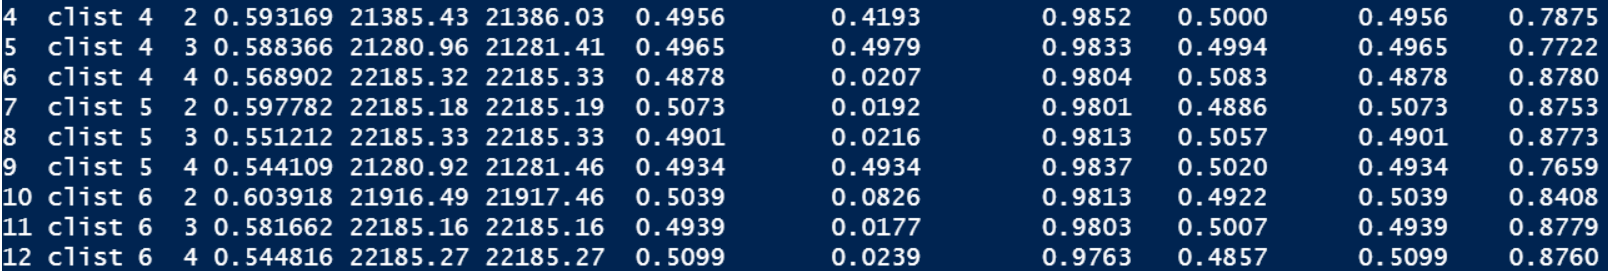 4 clist 4 2 0.593169 21385.43 21386.03 0.4956 0.4193 0.9852 0.5000 0.4956 0.7875
5 clist 4 3 0.588366 21280.96 21281.41 0.4965 0.4979 0.9833 0.4994 0.4965 0.7722
6 clist 4 4 0.568902 22185.32 22185.33 0.4878 0.0207 0.9804 0.5083 0.4878 0.8780
7 clist 5 2 0.597782 22185.18 22185.19 0.5073 0.0192 0.9801 0.4886 0.5073 0.8753
8 clist 5 3 0.551212 22185.33 22185.33 0.4901 0.0216 0.9813 0.5057 0.4901 0.8773
9 clist 5 4 0.544109 21280.92 21281.46 0.4934 0.4934 0.9837 0.5020 0.4934 0.7659
10 clist 6 2 0.603918 21916.49 21917.46 0.5039 0.0826 0.9813 0.4922 0.5039 0.8408
11 clist 6 3 0.581662 22185.16 22185.16 0.4939 0.0177 0.9803 0.5007 0.4939 0.8779
12 clist 6 4 0.544816 22185.27 22185.27 0.5099 0.0239 0.9763 0.4857 0.5099 0.8760